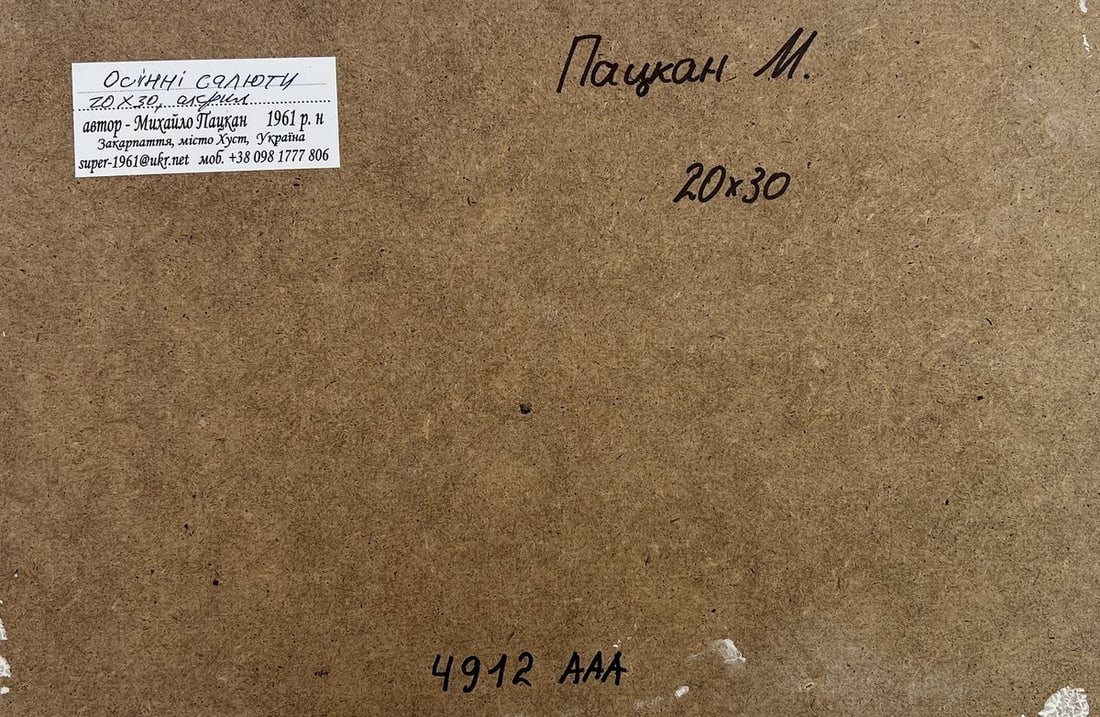 Осінні салюти
20х30, акрил
автор - Михайло Пацкан 1961 р. н
Закарпаття, місто Хуст, Україна
super-1961@ukr.net моб. +38 098 1777 806
Пацкан М.
20х30
4912 ААА